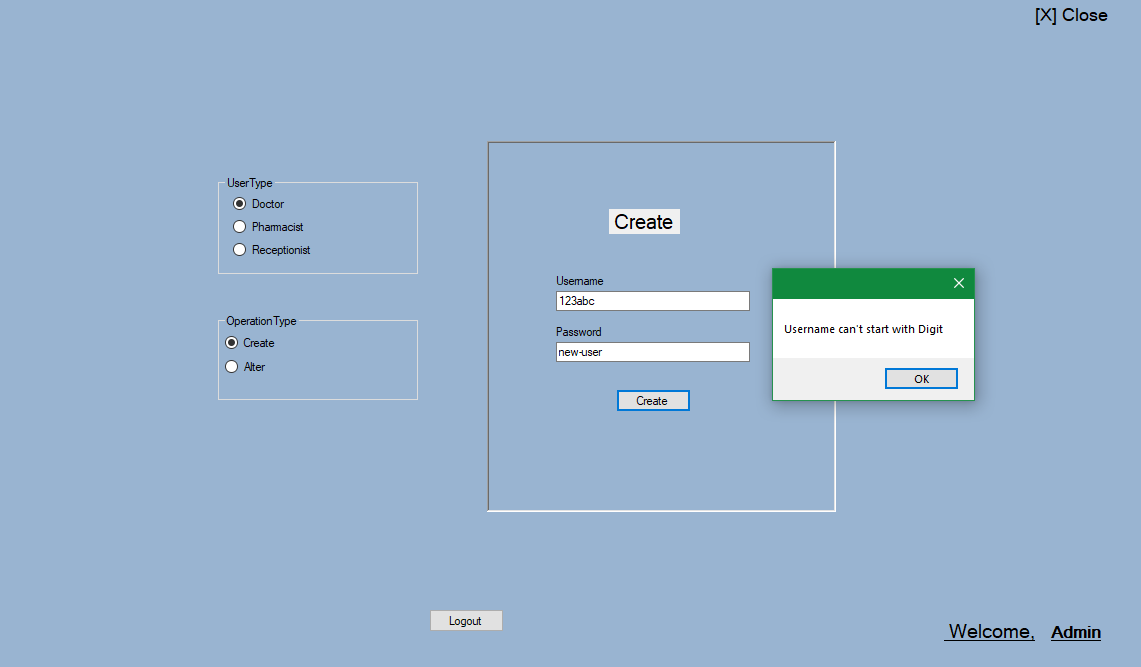 [X] Close
UserType
Doctor
Pharmacist
Receptionist
OperationType
Create
Alter
Create
Username
123abc
Password
new-user
Create
Username can't start with Digit
OK
Logout
Welcome, Admin